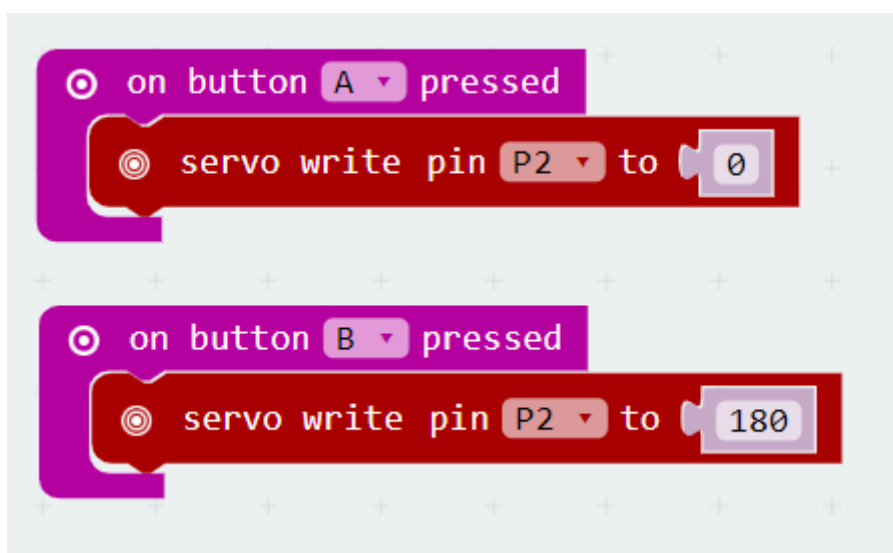 on button A pressed
servo write pin P2 to 0
on button B pressed
servo write pin P2 to 180